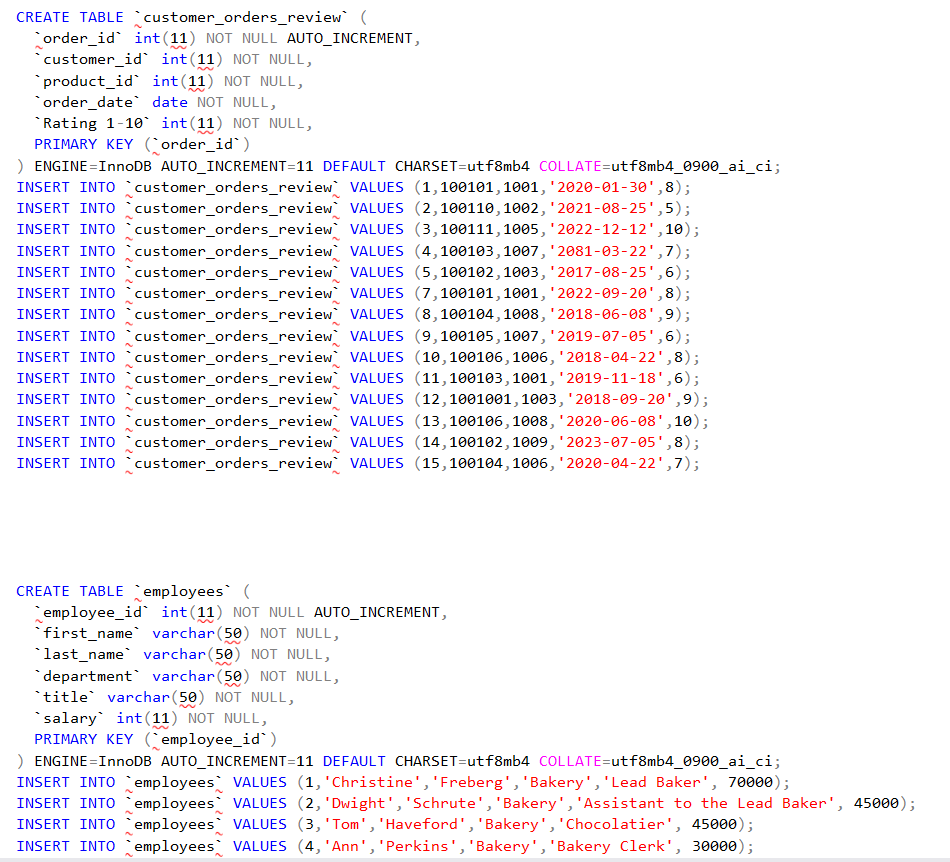 CREATE TABLE `customer_orders_review` (
`order_id` int(11) NOT NULL AUTO_INCREMENT,
`customer_id` int(11) NOT NULL,
`product_id` int(11) NOT NULL,
`order_date` date NOT NULL,
`Rating 1-10` int(11) NOT NULL,
PRIMARY KEY (`order_id`)
) ENGINE=InnoDB AUTO_INCREMENT=11 DEFAULT CHARSET=utf8mb4 COLLATE=utf8mb4_0900_ai_ci;
INSERT INTO `customer_orders_review` VALUES (1,100101,1001,'2020-01-30',8);
INSERT INTO `customer_orders_review` VALUES (2,100110,1002,'2021-08-25',5);
INSERT INTO `customer_orders_review` VALUES (3,100111,1005,'2022-12-12',10);
INSERT INTO `customer_orders_review` VALUES (4,100103,1007,'2081-03-22',7);
INSERT INTO `customer_orders_review` VALUES (5,100102,1003,'2017-08-25',6);
INSERT INTO `customer_orders_review` VALUES (7,100101,1001,'2022-09-20',8);
INSERT INTO `customer_orders_review` VALUES (8,100104,1008,'2018-06-08',9);
INSERT INTO `customer_orders_review` VALUES (9,100105,1007,'2019-07-05',6);
INSERT INTO `customer_orders_review` VALUES (10,100106,1006,'2018-04-22',8);
INSERT INTO `customer_orders_review` VALUES (11,100103,1001,'2019-11-18',6);
INSERT INTO `customer_orders_review` VALUES (12,1001001,1003,'2018-09-20',9);
INSERT INTO `customer_orders_review` VALUES (13,100106,1008,'2020-06-08',10);
INSERT INTO `customer_orders_review` VALUES (14,100102,1009,'2023-07-05',8);
INSERT INTO `customer_orders_review` VALUES (15,100104,1006,'2020-04-22',7);
CREATE TABLE `employees` (
`employee_id` int(11) NOT NULL AUTO_INCREMENT,
`first_name` varchar(50) NOT NULL,
`last_name` varchar(50) NOT NULL,
`department` varchar(50) NOT NULL,
`title` varchar(50) NOT NULL,
`salary` int(11) NOT NULL,
PRIMARY KEY (`employee_id`)
) ENGINE=InnoDB AUTO_INCREMENT=11 DEFAULT CHARSET=utf8mb4 COLLATE=utf8mb4_0900_ai_ci;
INSERT INTO `employees` VALUES (1,'Christine','Freberg','Bakery','Lead Baker', 70000);
INSERT INTO `employees` VALUES (2,'Dwight','Schrute','Bakery','Assistant to the Lead Baker', 45000);
INSERT INTO `employees` VALUES (3,'Tom','Haveford','Bakery','Chocolatier', 45000);
INSERT INTO `employees` VALUES (4,'Ann','Perkins','Bakery','Bakery Clerk', 30000);